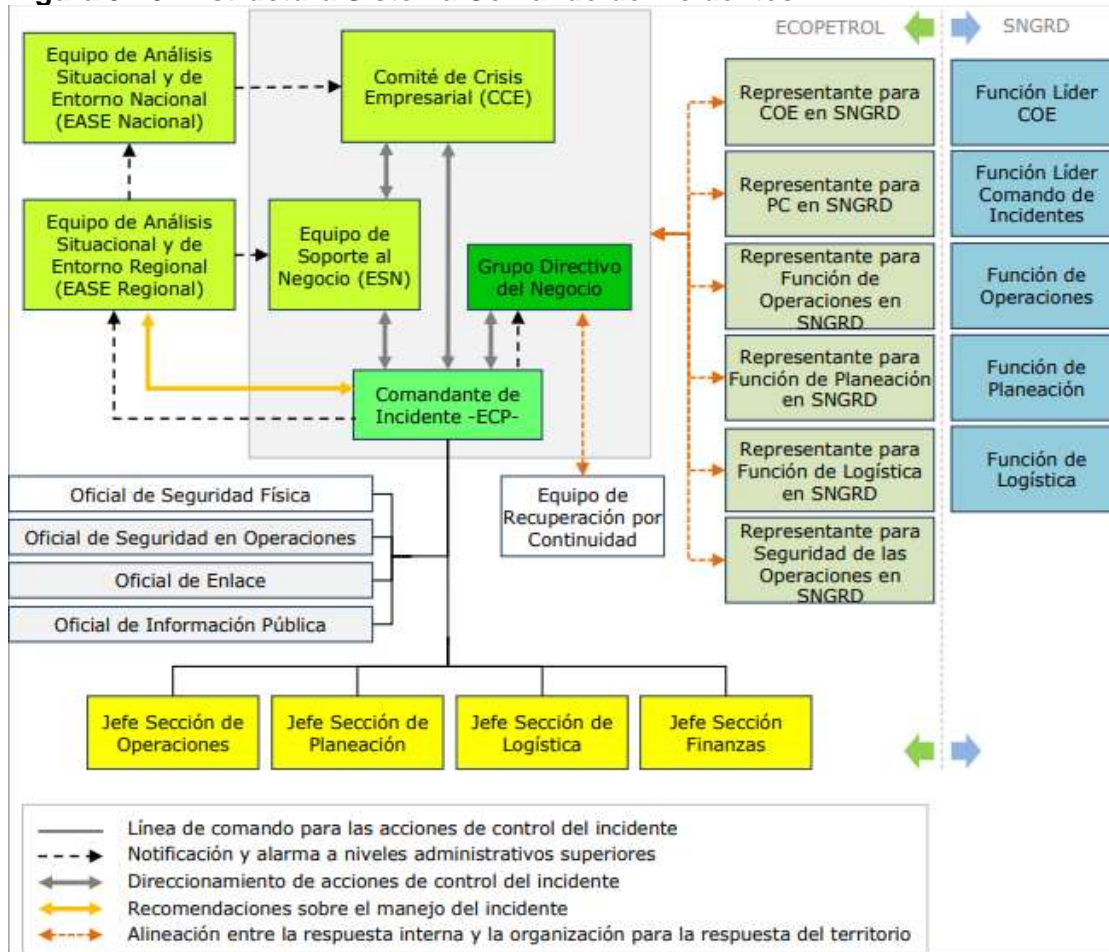 ECOPETROL
SNGRD
Equipo de Análisis
Situacional y de
Entorno Nacional
(EASE Nacional)
Comité de Crisis
Empresarial (CCE)
Representante para
COE en SNGRD
Función Líder
COE
Equipo de Análisis
Situacional y de
Entorno Regional
(EASE Regional)
Equipo de
Soporte al
Negocio (ESN)
Grupo Directivo
del Negocio
Representante para
PC en SNGRD
Función Líder
Comando de
Incidentes
Representante para
Función de
Operaciones en
SNGRD
Función de
Operaciones
Comandante de
Incidente -ECP-
Representante para
Función de Planeación
en SNGRD
Función de
Planeación
Representante para
Función de Logística
en SNGRD
Función de
Logística
Oficial de Seguridad Física
Oficial de Seguridad en Operaciones
Oficial de Enlace
Oficial de Información Pública
Equipo de
Recuperación por
Continuidad
Representante para
Seguridad de las
Operaciones en
SNGRD
Jefe Sección de
Operaciones
Jefe Sección de
Planeación
Jefe Sección de
Logística
Jefe Sección
Finanzas
Línea de comando para las acciones de control del incidente
Notificación y alarma a niveles administrativos superiores
Direccionamiento de acciones de control del incidente
Recomendaciones sobre el manejo del incidente
Alineación entre la respuesta interna y la organización para la respuesta del territorio